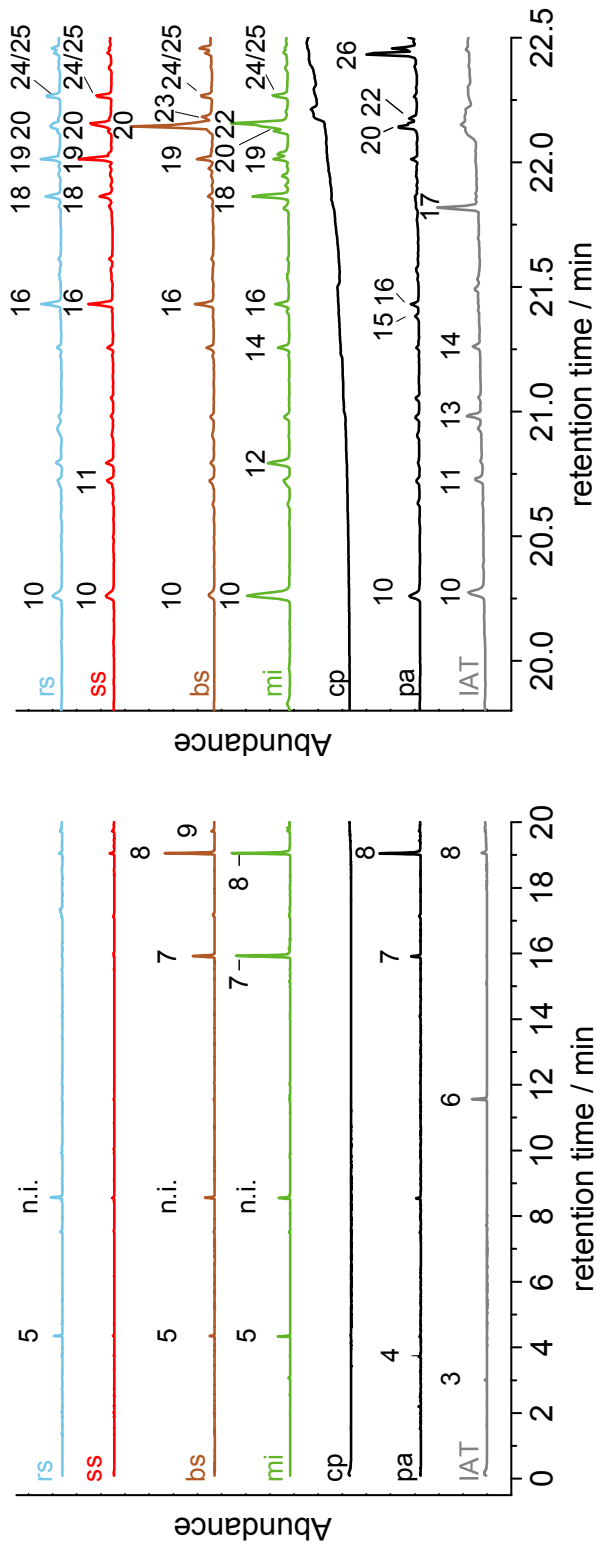 Abundance
rs 5 n.i.
ss
bs 5 n.i. 7 8 9
mi 5 n.i. 7 8
cp
pa 4 7 8
IAT 3 6 8
0 2 4 6 8 10 12 14 16 18 20
retention time / min
Abundance
rs 10 16 18 19 20 24/25
ss 10 11 16 18 19 20 24/25
bs 10 16 19 20 23 24/25
mi 10 12 14 16 18 19 20 22 24/25
cp
pa 10 15 16 20 22 26
IAT 10 11 13 14 17
20.0 20.5 21.0 21.5 22.0 22.5
retention time / min